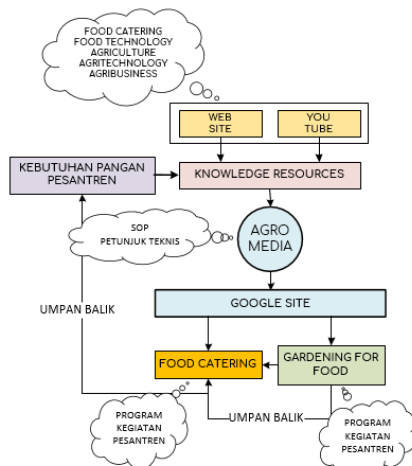 FOOD CATERING
FOOD TECHNOLOGY
AGRICULTURE
AGRITECHNOLOGY
AGRIBUSINESS
WEB
SITE
YOU
TUBE
KEBUTUHAN PANGAN
PESANTREN
KNOWLEDGE RESOURCES
SOP
PETUNJUK TEKNIS
AGRO
MEDIA
GOOGLE SITE
UMPAN BALIK
FOOD CATERING
GARDENING FOR
FOOD
PROGRAM
KEGIATAN
PESANTREN
UMPAN BALIK
PROGRAM
KEGIATAN
PESANTREN